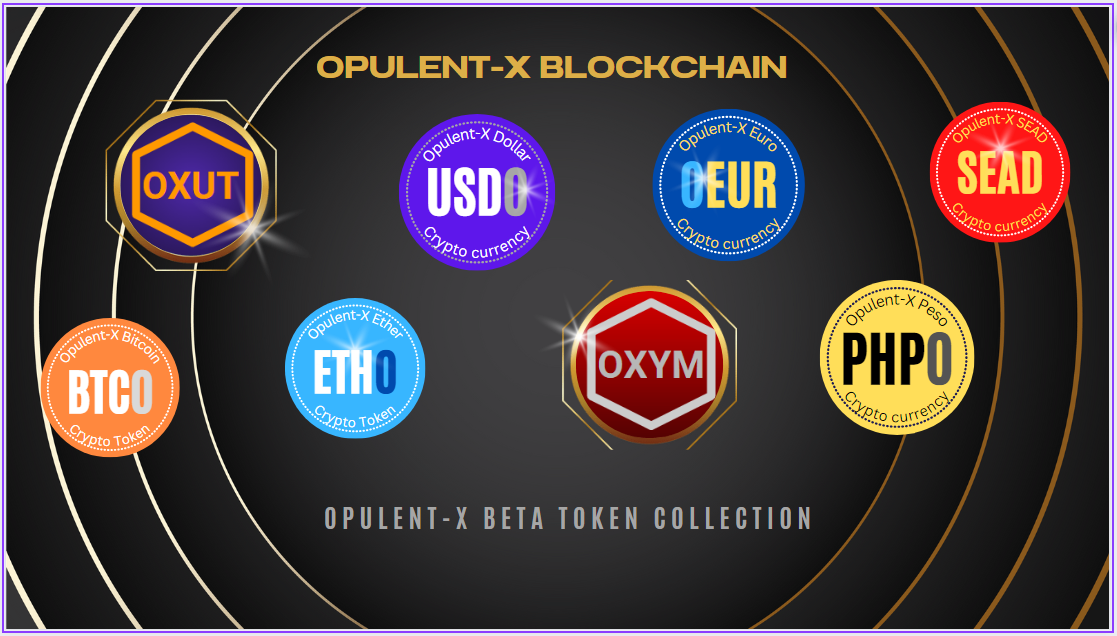 OPULENT-X BLOCKCHAIN
OXUT
Opulent-X Dollar
USDO
Crypto currency
Opulent-X Euro
OEUR
Crypto currency
Opulent-X SEAD
SEAD
Crypto currency
Opulent-X Bitcoin
BTCO
Crypto Token
Opulent-X Ether
ETHO
Crypto Token
OXYM
Opulent-X Peso
PHPO
Crypto currency
OPULENT-X BETA TOKEN COLLECTION